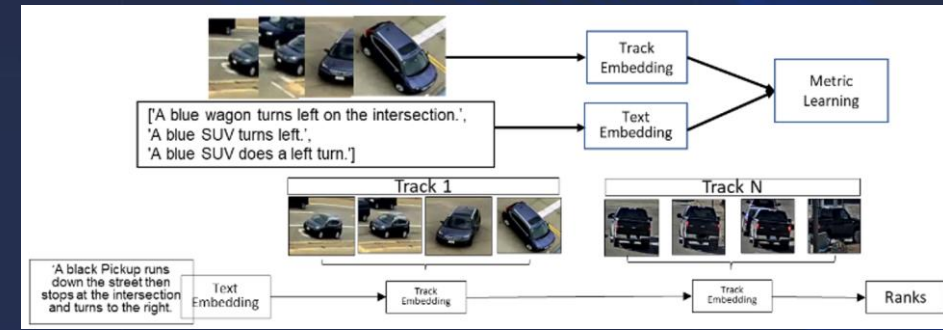 Track
Embedding
Metric
Learning
['A blue wagon turns left on the intersection.',
'A blue SUV turns left.',
'A blue SUV does a left turn.']
Text
Embedding
Track 1
Track N
'A black Pickup runs
down the street then
stops at the intersection
and turns to the right.
Text
Embedding
Track
Embedding
Track
Embedding
Ranks